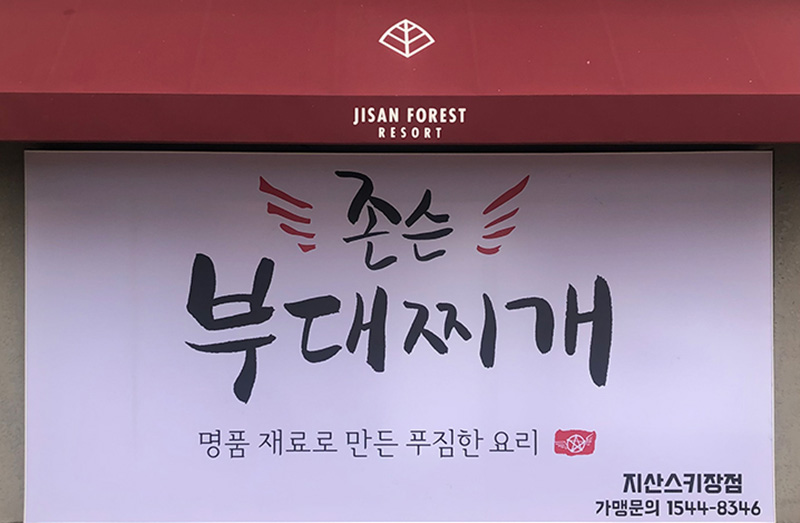 JISAN FOREST
RESORT
존슨
부대찌개
명품 재료로 만든 푸짐한 요리
지산스키장점
가맹문의 1544-8346